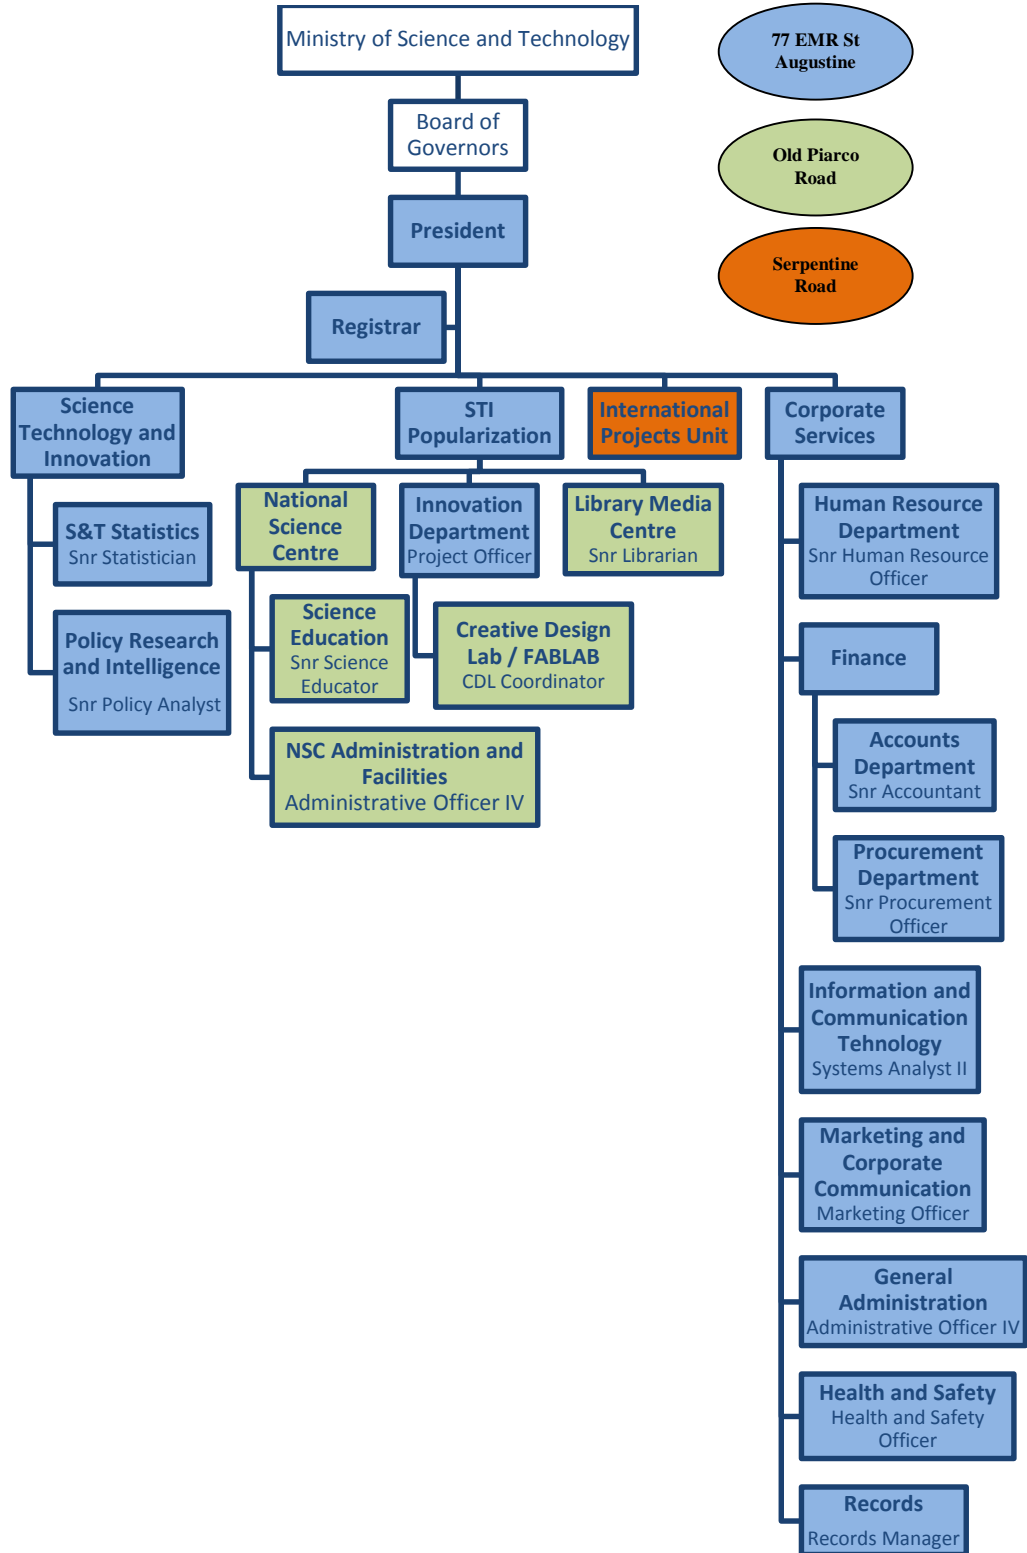 Ministry of Science and Technology
77 EMR St
Augustine
Board of
Governors
Old Piarco
Road
President
Serpentine
Road
Registrar
Science
Technology and
Innovation
STI
Popularization
International
Projects Unit
Corporate
Services
S&T Statistics
Snr Statistician
Policy Research
and Intelligence
Snr Policy Analyst
National
Science
Centre
Innovation
Department
Project Officer
Library Media
Centre
Snr Librarian
Science
Education
Snr Science
Educator
Creative Design
Lab / FABLAB
CDL Coordinator
NSC Administration and
Facilities
Administrative Officer IV
Human Resource
Department
Snr Human Resource
Officer
Finance
Accounts
Department
Snr Accountant
Procurement
Department
Snr Procurement
Officer
Information and
Communication
Tehnology
Systems Analyst II
Marketing and
Corporate
Communication
Marketing Officer
General
Administration
Administrative Officer IV
Health and Safety
Health and Safety
Officer
Records
Records Manager